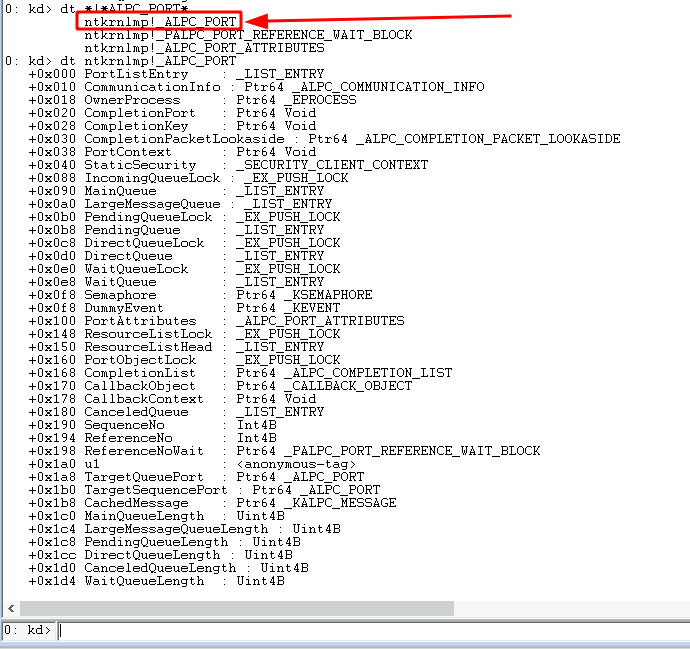 0: kd> dt *!*ALPC_PORT*
ntkrnlmp!_ALPC_PORT
ntkrnlmp!_PALPC_PORT_REFERENCE_WAIT_BLOCK
ntkrnlmp!_ALPC_PORT_ATTRIBUTES
0: kd> dt ntkrnlmp!_ALPC_PORT
+0x000 PortListEntry    : _LIST_ENTRY
+0x010 CommunicationInfo : Ptr64 _ALPC_COMMUNICATION_INFO
+0x018 OwnerProcess     : Ptr64 _EPROCESS
+0x020 CompletionPort   : Ptr64 Void
+0x028 CompletionKey    : Ptr64 Void
+0x030 CompletionPacketLookaside : Ptr64 _ALPC_COMPLETION_PACKET_LOOKASIDE
+0x038 PortContext      : Ptr64 Void
+0x040 StaticSecurity   : _SECURITY_CLIENT_CONTEXT
+0x088 IncomingQueueLock : _EX_PUSH_LOCK
+0x090 MainQueue        : _LIST_ENTRY
+0x0a0 LargeMessageQueue : _LIST_ENTRY
+0x0b0 PendingQueueLock : _EX_PUSH_LOCK
+0x0b8 PendingQueue     : _LIST_ENTRY
+0x0c8 DirectQueueLock  : _EX_PUSH_LOCK
+0x0d0 DirectQueue      : _LIST_ENTRY
+0x0e0 WaitQueueLock    : _EX_PUSH_LOCK
+0x0e8 WaitQueue        : _LIST_ENTRY
+0x0f8 Semaphore        : Ptr64 _KSEMAPHORE
+0x0f8 DummyEvent       : Ptr64 _KEVENT
+0x100 PortAttributes   : _ALPC_PORT_ATTRIBUTES
+0x148 ResourceListLock : _EX_PUSH_LOCK
+0x150 ResourceListHead : _LIST_ENTRY
+0x160 PortObjectLock   : _EX_PUSH_LOCK
+0x168 CompletionList   : Ptr64 _ALPC_COMPLETION_LIST
+0x170 CallbackObject   : Ptr64 _CALLBACK_OBJECT
+0x178 CallbackContext  : Ptr64 Void
+0x180 CanceledQueue    : _LIST_ENTRY
+0x190 SequenceNo       : Int4B
+0x194 ReferenceNo      : Int4B
+0x198 ReferenceNoWait  : Ptr64 _PALPC_PORT_REFERENCE_WAIT_BLOCK
+0x1a0 u1               : <anonymous-tag>
+0x1a8 TargetQueuePort  : Ptr64 _ALPC_PORT
+0x1b0 TargetSequencePort : Ptr64 _ALPC_PORT
+0x1b8 CachedMessage    : Ptr64 _KALPC_MESSAGE
+0x1c0 MainQueueLength  : Uint4B
+0x1c4 LargeMessageQueueLength : Uint4B
+0x1c8 PendingQueueLength : Uint4B
+0x1cc DirectQueueLength : Uint4B
+0x1d0 CanceledQueueLength : Uint4B
+0x1d4 WaitQueueLength  : Uint4B
0: kd>